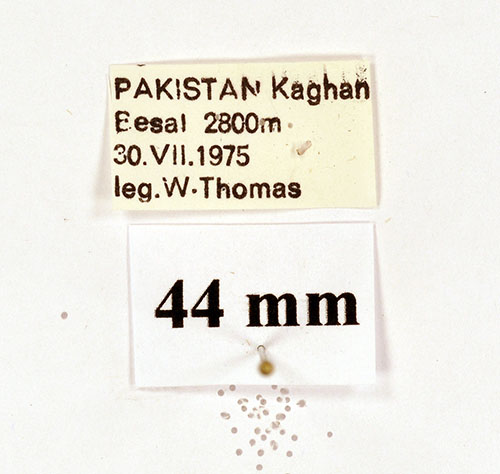 PAKISTAN Kaghan
Besal 2800m
30.VII.1975
leg.W.Thomas
44 mm